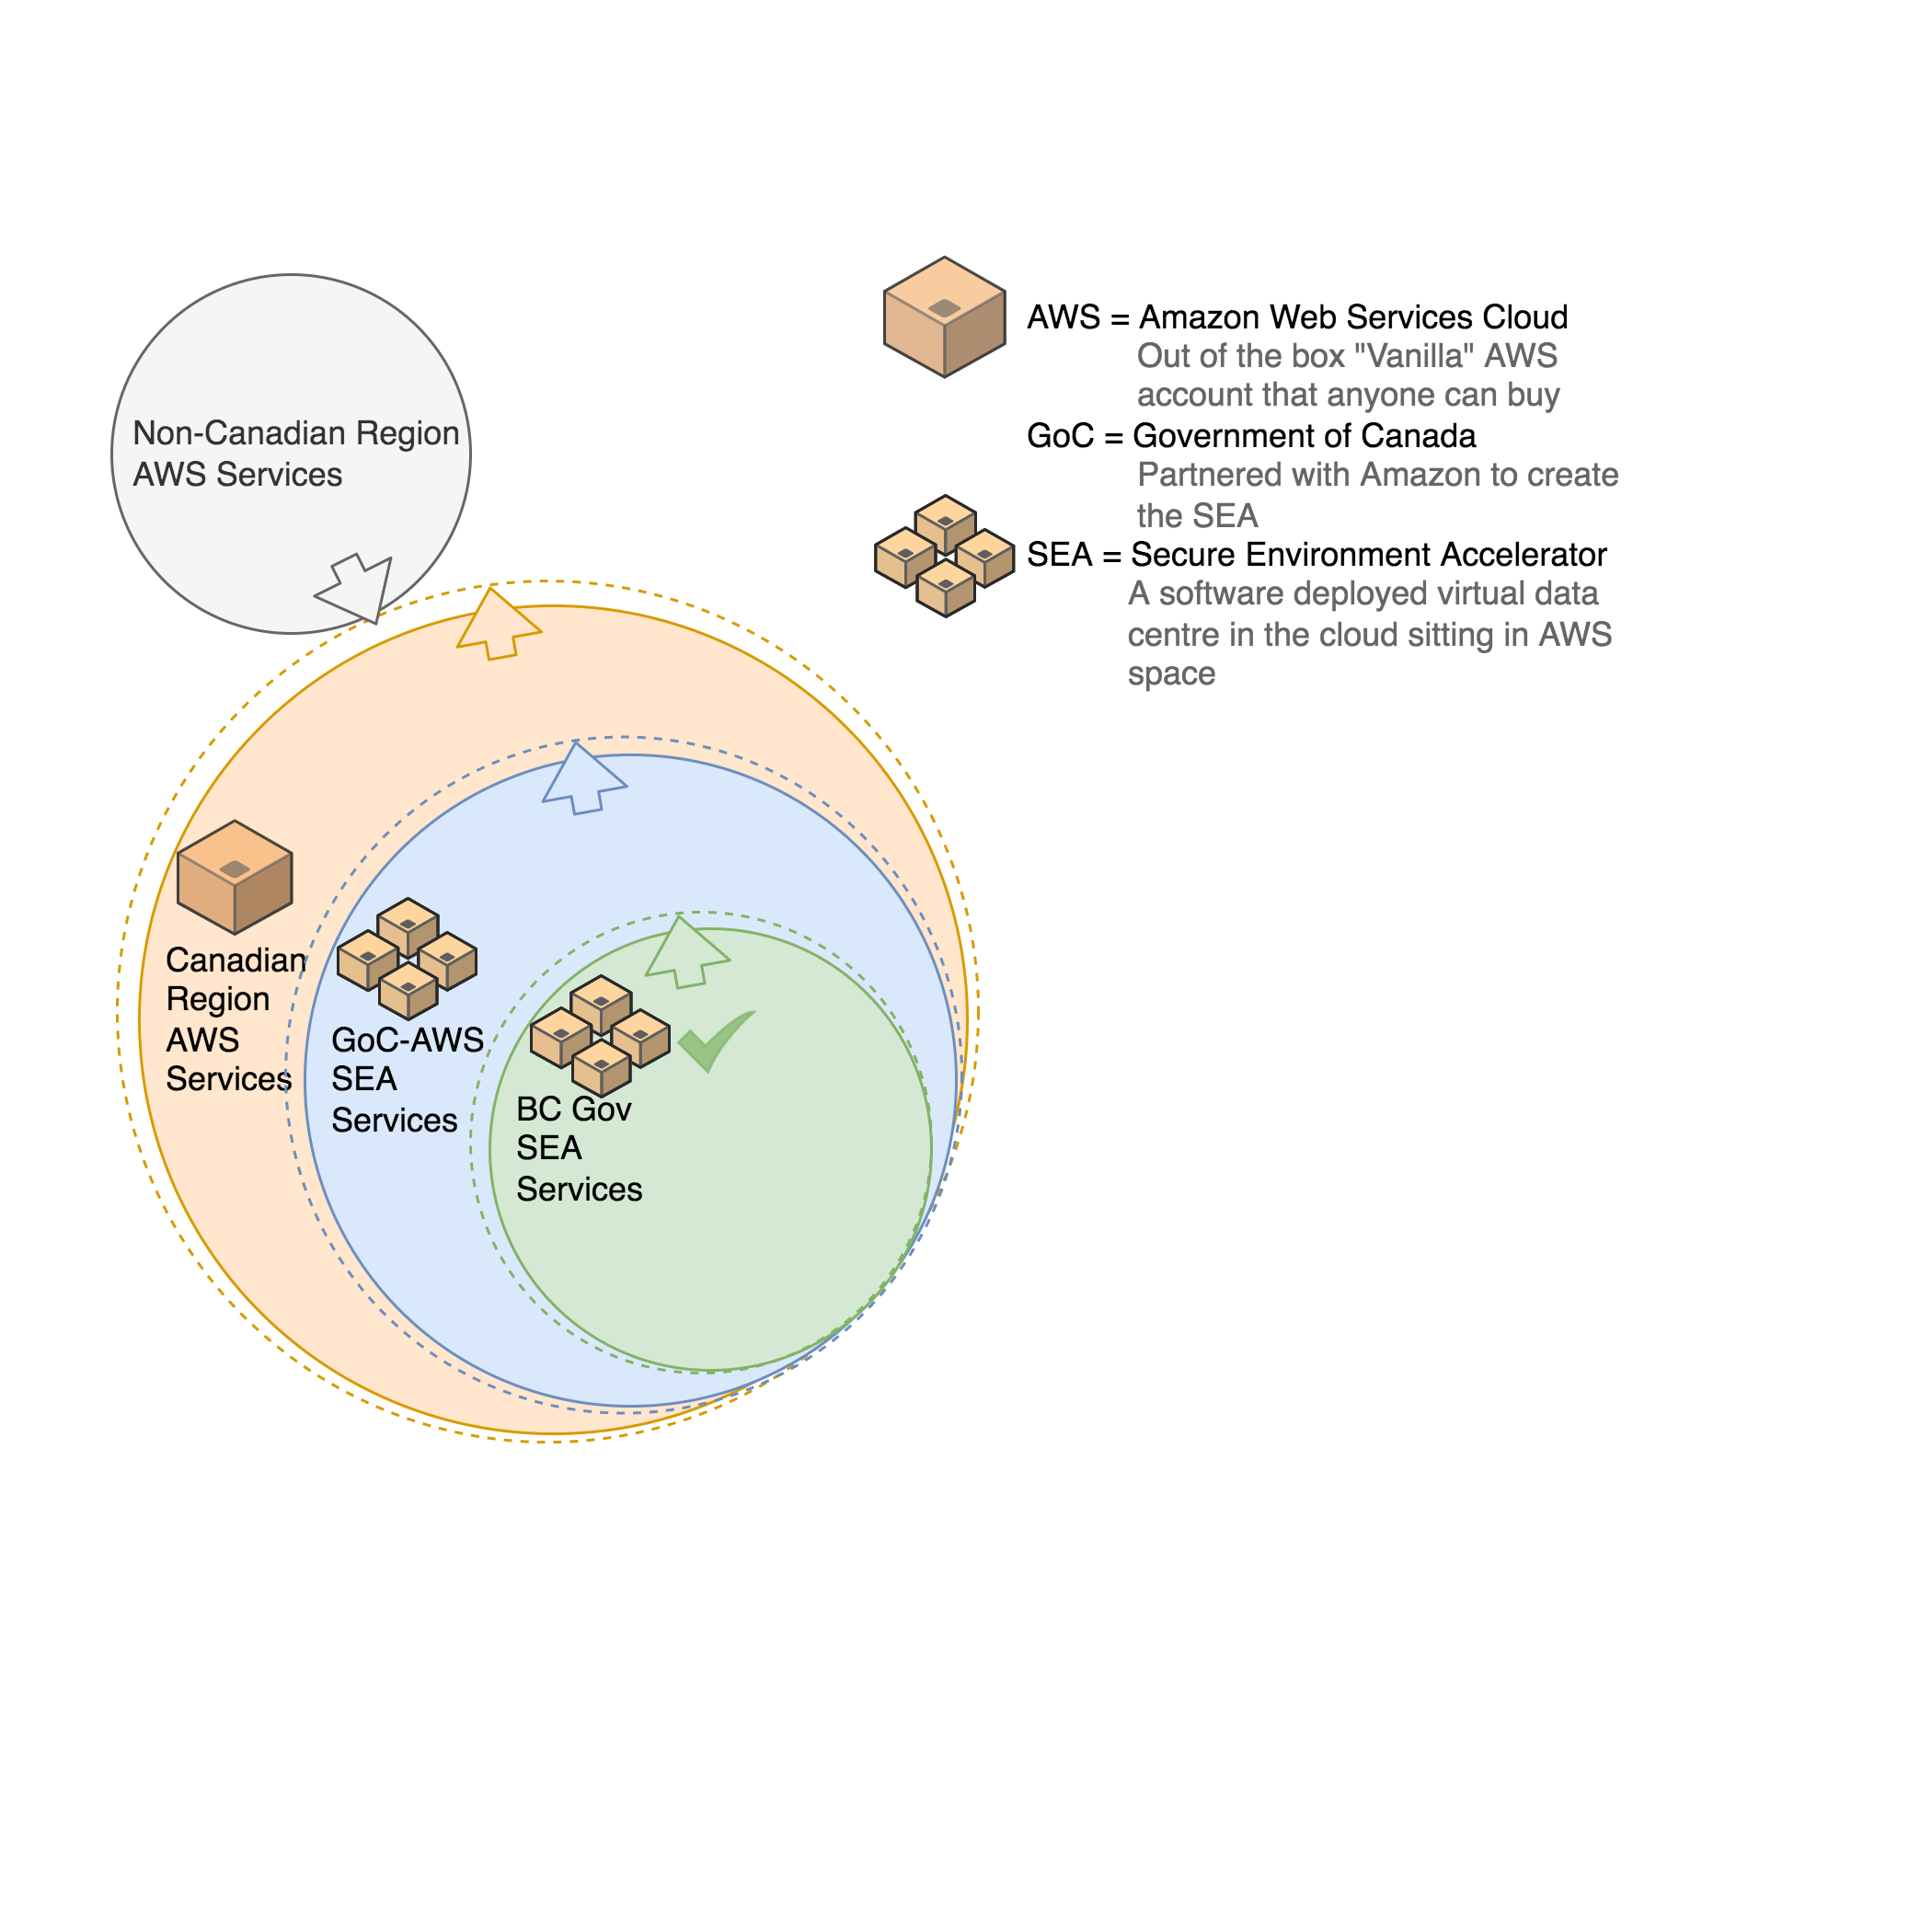 Non-Canadian Region
AWS Services
AWS = Amazon Web Services Cloud
Out of the box "Vanilla" AWS
account that anyone can buy
GoC = Government of Canada
Partnered with Amazon to create
the SEA
SEA = Secure Environment Accelerator
A software deployed virtual data
centre in the cloud sitting in AWS
space
Canadian
Region
AWS
Services
GoC-AWS
SEA
Services
BC Gov
SEA
Services